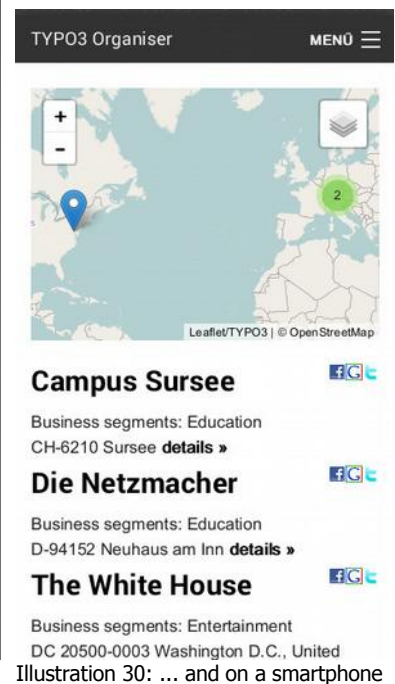 TYPO3 Organiser MENÜ
+
-
2
Leaflet/TYPO3 | © OpenStreetMap
Campus Sursee
Business segments: Education
CH-6210 Sursee details »
Die Netzmacher
Business segments: Education
D-94152 Neuhaus am Inn details »
The White House
Business segments: Entertainment
DC 20500-0003 Washington D.C., United
Illustration 30: ... and on a smartphone